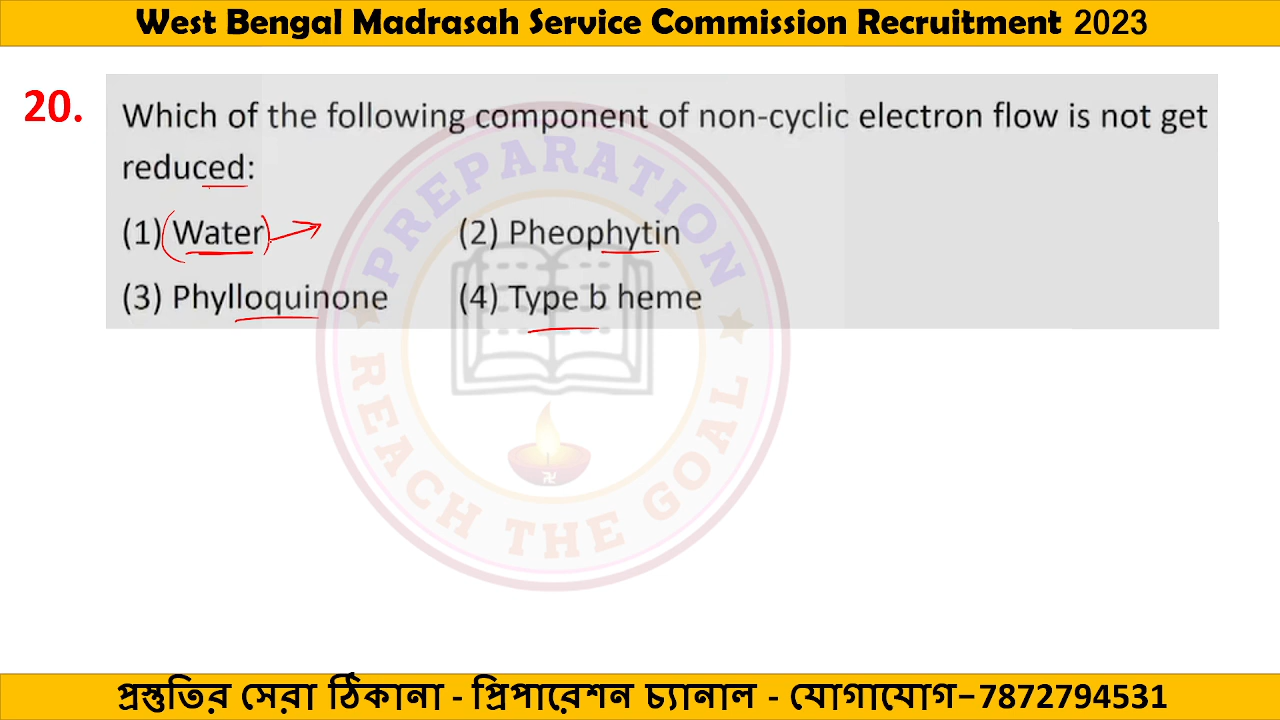 West Bengal Madrasah Service Commission Recruitment 2023
20.
Which of the following component of non-cyclic electron flow is not get
reduced:
(1) Water (2) Pheophytin
(3) Phylloquinone (4) Type b heme
PREPARATION
REACH THE GOAL
প্রস্তুতির সেরা ঠিকানা - প্রিপারেশন চ্যানাল - যোগাযোগ–7872794531